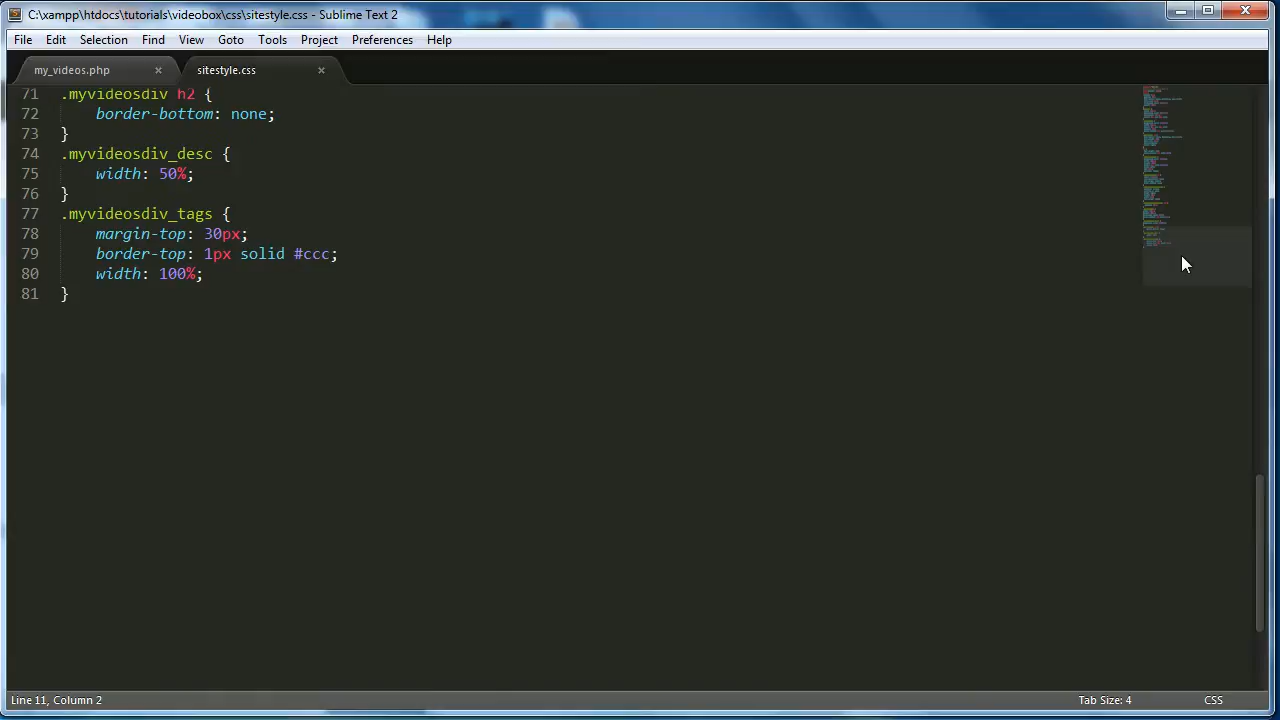 C:\xampp\htdocs\tutorials\videobox\css\sitestyle.css - Sublime Text 2
File Edit Selection Find View Goto Tools Project Preferences Help
my_videos.php × sitestyle.css ×
71 .myvideosdiv h2 {
72 border-bottom: none;
73 }
74 .myvideosdiv_desc {
75 width: 50%;
76 }
77 .myvideosdiv_tags {
78 margin-top: 30px;
79 border-top: 1px solid #ccc;
80 width: 100%;
81 }
Line 11, Column 2 Tab Size: 4 CSS